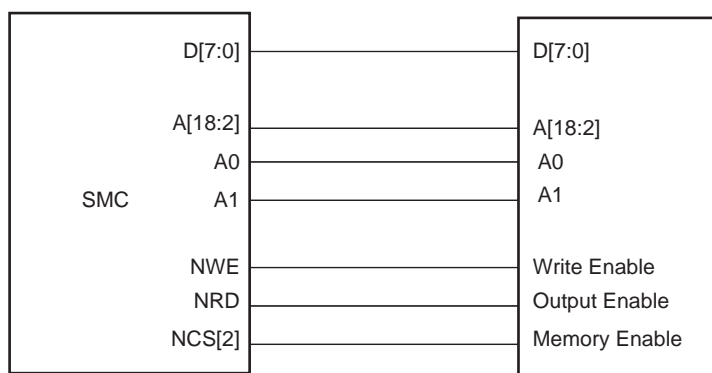 D[7:0] D[7:0]
A[18:2] A[18:2]
A0 A0
SMC A1 A1
NWE Write Enable
NRD Output Enable
NCS[2] Memory Enable